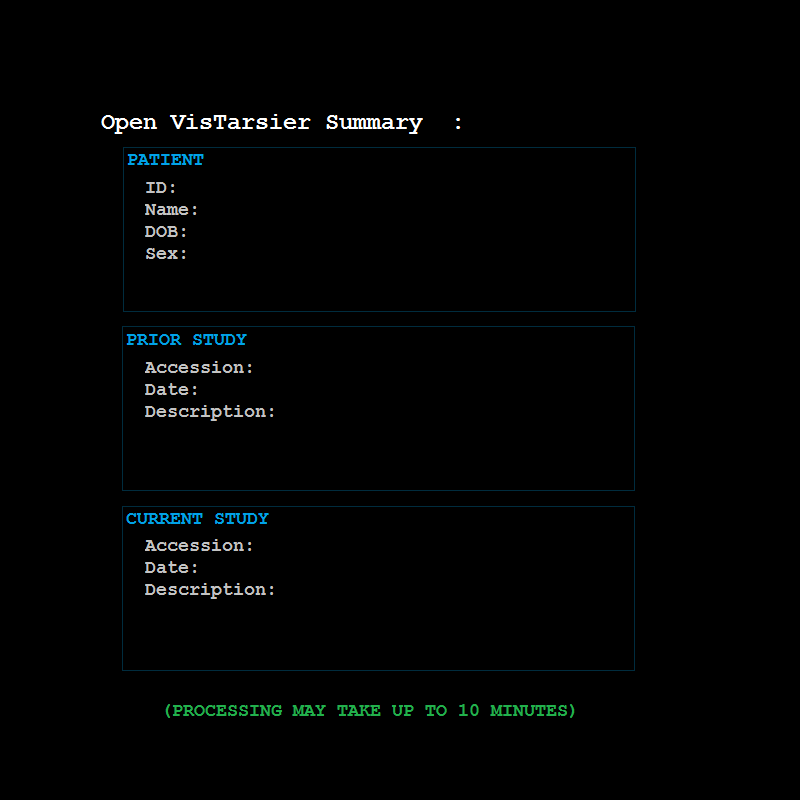 Open VisTarsier Summary  :
PATIENT
ID:
Name:
DOB:
Sex:
PRIOR STUDY
Accession:
Date:
Description:
CURRENT STUDY
Accession:
Date:
Description:
(PROCESSING MAY TAKE UP TO 10 MINUTES)